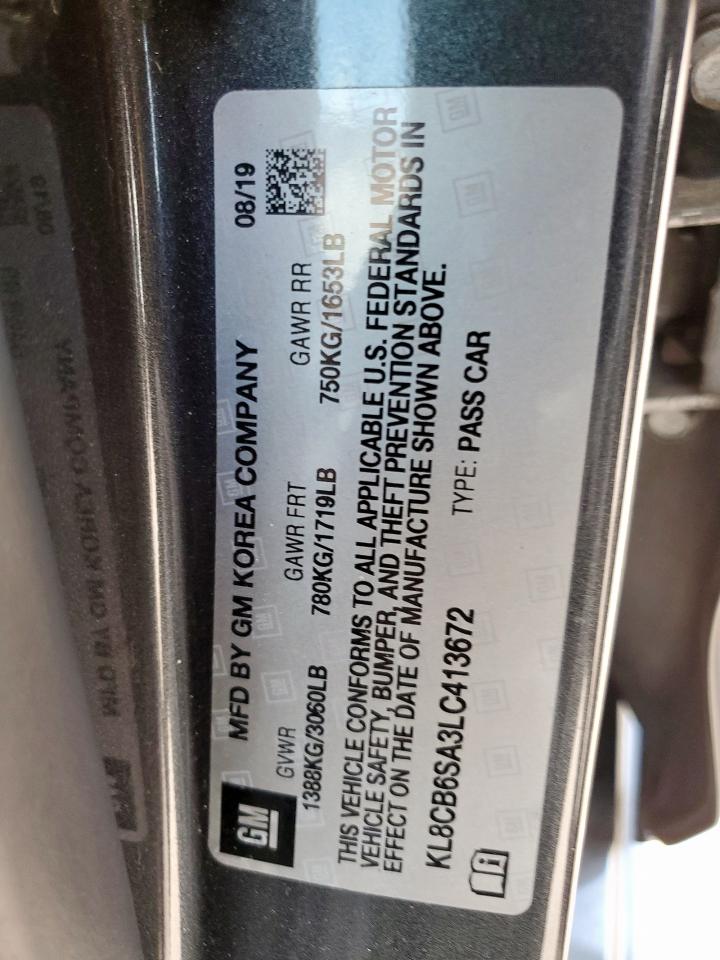 GM
MFD BY GM KOREA COMPANY 08/19
GVWR GAWR FRT GAWR RR
1388KG/3060LB 780KG/1719LB 750KG/1653LB
THIS VEHICLE CONFORMS TO ALL APPLICABLE U.S. FEDERAL MOTOR
VEHICLE SAFETY, BUMPER, AND THEFT PREVENTION STANDARDS IN
EFFECT ON THE DATE OF MANUFACTURE SHOWN ABOVE.
KL8CB6SA3LC413672 TYPE: PASS CAR